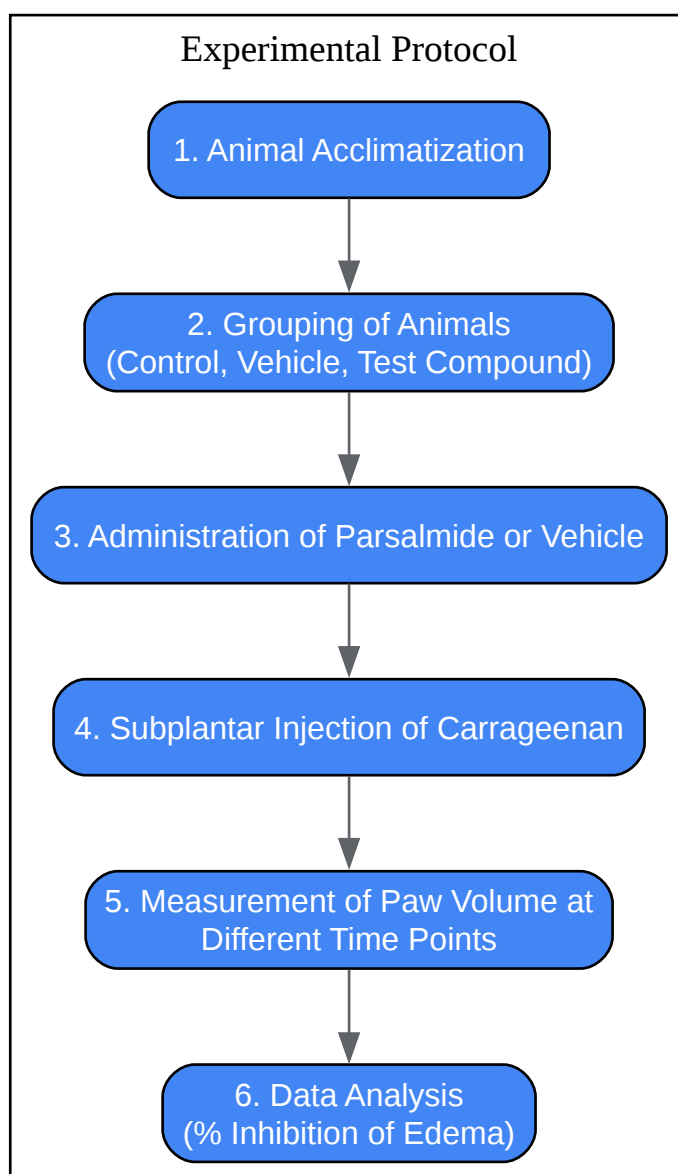 Experimental Protocol
1. Animal Acclimatization
2. Grouping of Animals
(Control, Vehicle, Test Compound)
3. Administration of Parsalmide or Vehicle
4. Subplantar Injection of Carrageenan
5. Measurement of Paw Volume at
Different Time Points
6. Data Analysis
(% Inhibition of Edema)